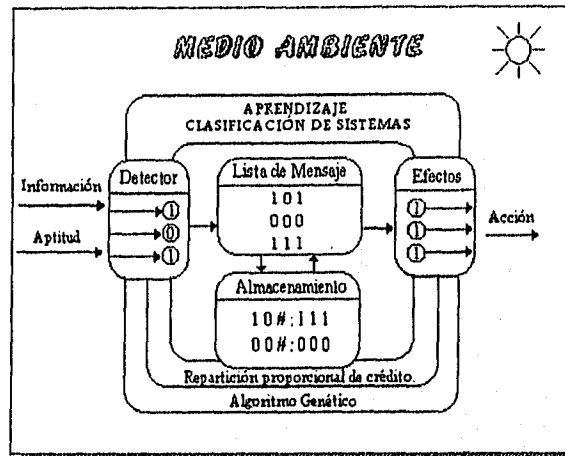 MEDIO AMBIENTE
APRENDIZAJE
CLASIFICACIÓN DE SISTEMAS
Información
Aptitud
Detector
1
0
1
Lista de Mensaje
101
000
111
Almacenamiento
10#:111
00#:000
Efectos
1
1
1
Acción
Repartición proporcional de crédito.
Algoritmo Genético